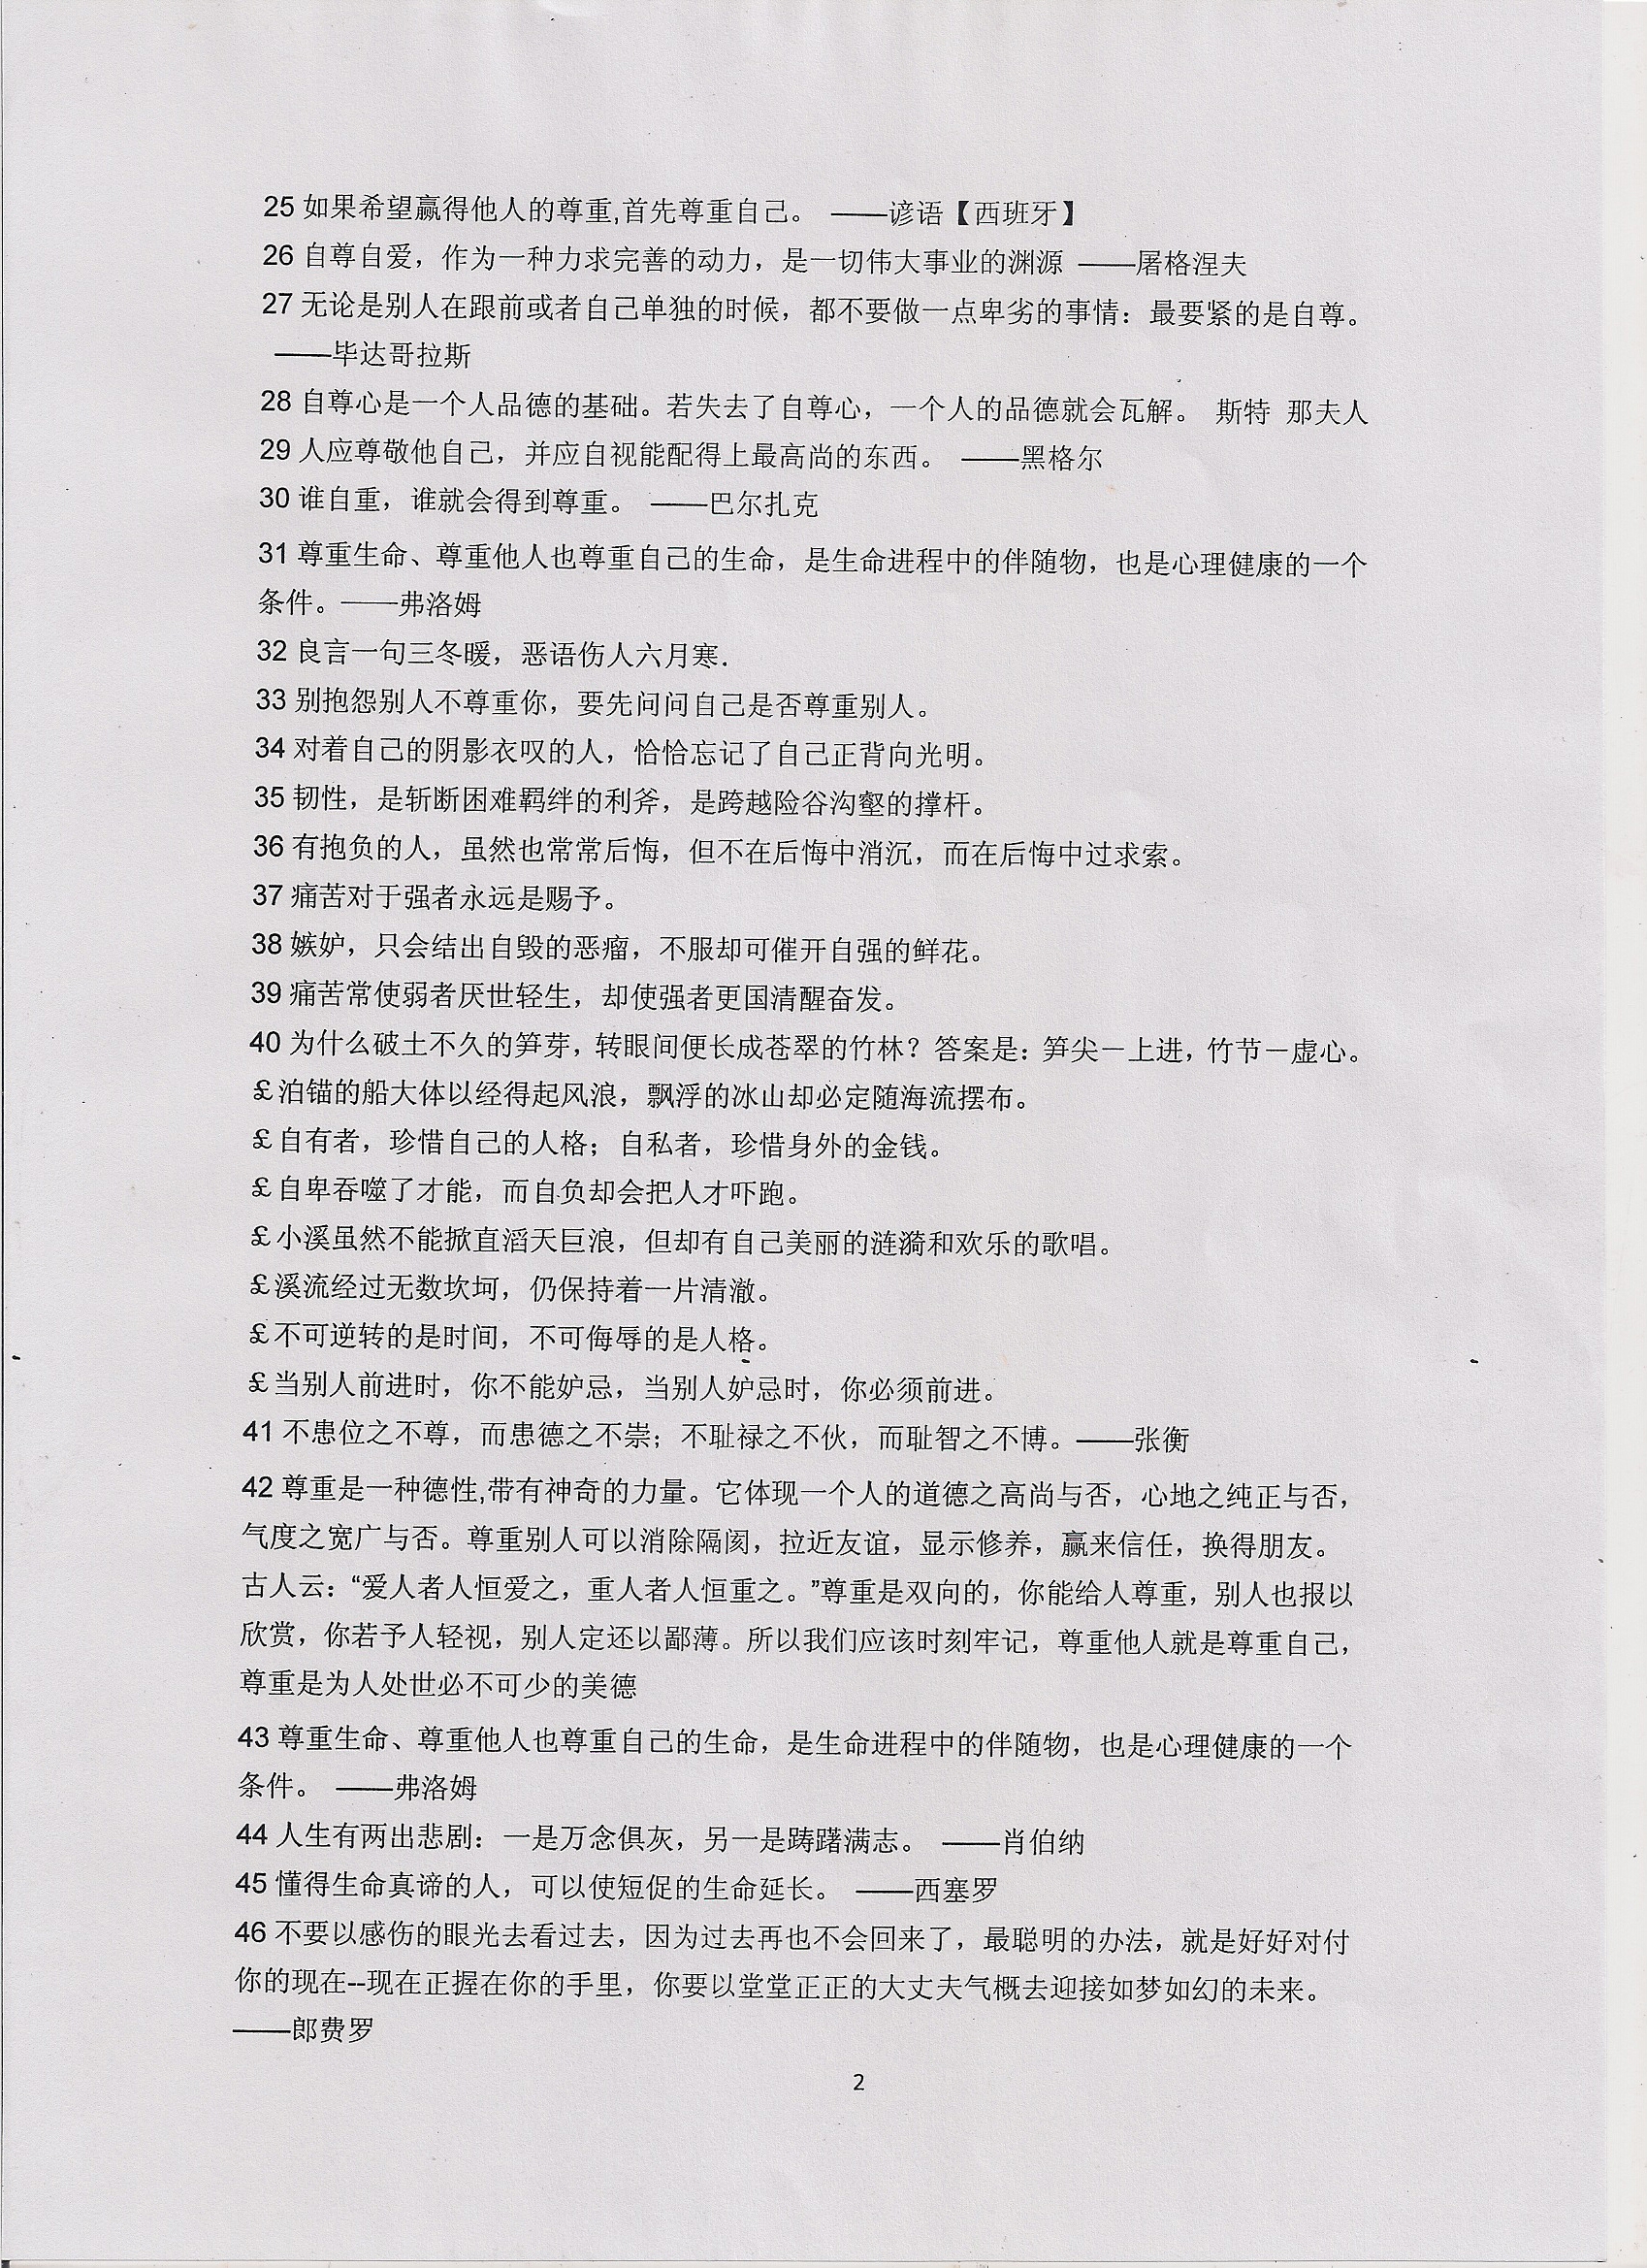 25 如果希望赢得他人的尊重,首先尊重自己。 ——谚语【西班牙】
26 自尊自爱，作为一种力求完善的动力，是一切伟大事业的渊源 ——屠格涅夫
27 无论是别人在跟前或者自己单独的时候，都不要做一点卑劣的事情：最要紧的是自尊。
——毕达哥拉斯
28 自尊心是一个人品德的基础。若失去了自尊心，一个人的品德就会瓦解。 斯特 那夫人
29 人应尊敬他自己，并应自视能配得上最高尚的东西。 ——黑格尔
30 谁自重，谁就会得到尊重。 ——巴尔扎克
31 尊重生命、尊重他人也尊重自己的生命，是生命进程中的伴随物，也是心理健康的一个
条件。——弗洛姆
32 良言一句三冬暖，恶语伤人六月寒.
33 别抱怨别人不尊重你，要先问问自己是否尊重别人。
34 对着自己的阴影衣叹的人，恰恰忘记了自己正背向光明。
35 韧性，是斩断困难羁绊的利斧，是跨越险谷沟壑的撑杆。
36 有抱负的人，虽然也常常后悔，但不在后悔中消沉，而在后悔中过求索。
37 痛苦对于强者永远是赐予。
38 嫉妒，只会结出自毁的恶瘤，不服却可催开自强的鲜花。
39 痛苦常使弱者厌世轻生，却使强者更国清醒奋发。
40 为什么破土不久的笋芽，转眼间便长成苍翠的竹林？答案是：笋尖－上进，竹节－虚心。
￡泊锚的船大体以经得起风浪，飘浮的冰山却必定随海流摆布。
￡自有者，珍惜自己的人格；自私者，珍惜身外的金钱。
￡自卑吞噬了才能，而自负却会把人才吓跑。
￡小溪虽然不能掀直滔天巨浪，但却有自己美丽的涟漪和欢乐的歌唱。
￡溪流经过无数坎坷，仍保持着一片清澈。
￡不可逆转的是时间，不可侮辱的是人格。
￡当别人前进时，你不能妒忌，当别人妒忌时，你必须前进。
41 不患位之不尊，而患德之不崇；不耻禄之不伙，而耻智之不博。——张衡
42 尊重是一种德性,带有神奇的力量。它体现一个人的道德之高尚与否，心地之纯正与否，
气度之宽广与否。尊重别人可以消除隔阂，拉近友谊，显示修养，赢来信任，换得朋友。
古人云：“爱人者人恒爱之，重人者人恒重之。”尊重是双向的，你能给人尊重，别人也报以
欣赏，你若予人轻视，别人定还以鄙薄。所以我们应该时刻牢记，尊重他人就是尊重自己，
尊重是为人处世必不可少的美德
43 尊重生命、尊重他人也尊重自己的生命，是生命进程中的伴随物，也是心理健康的一个
条件。 ——弗洛姆
44 人生有两出悲剧：一是万念俱灰，另一是踌躇满志。 ——肖伯纳
45 懂得生命真谛的人，可以使短促的生命延长。 ——西塞罗
46 不要以感伤的眼光去看过去，因为过去再也不会回来了，最聪明的办法，就是好好对付
你的现在--现在正握在你的手里，你要以堂堂正正的大丈夫气概去迎接如梦如幻的未来。
——郎费罗
2